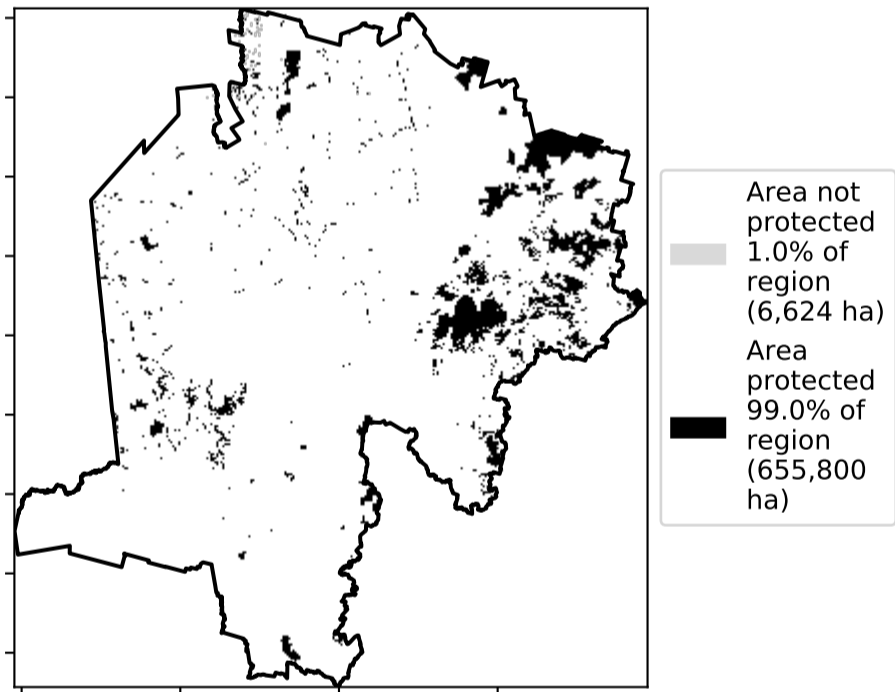 Area not
protected
1.0% of
region
(6,624 ha)
Area
protected
99.0% of
region
(655,800
ha)